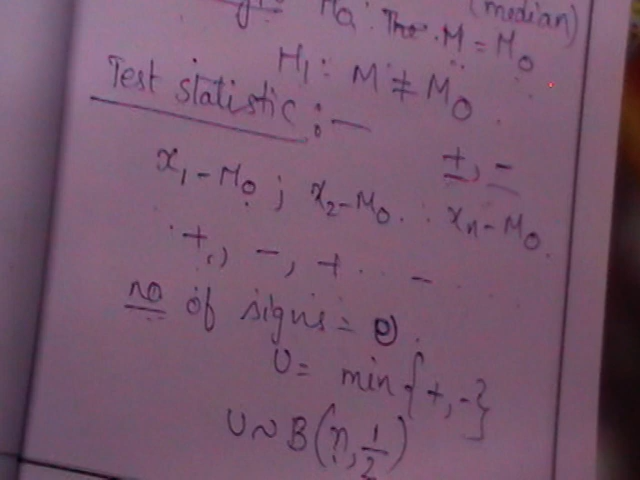 H₀: The M = M₀ (median)
H₁: M ≠ M₀
Test statistic :—
+, -
x₁-M₀ ; x₂-M₀ . . xₙ-M₀.
+, -, + . . -
no of signs =
U = min {+, -}
U ~ B(n, 1/2)